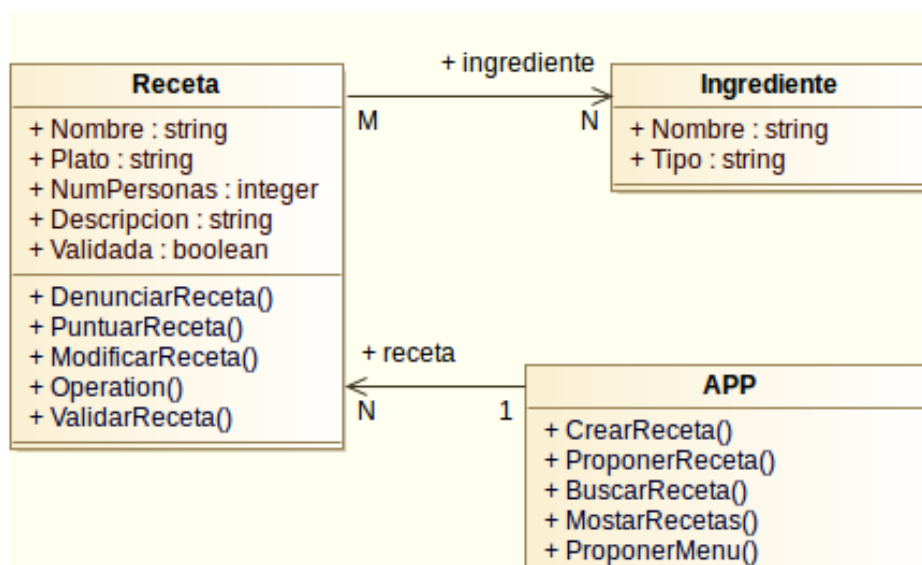 Receta
+ Nombre : string
+ Plato : string
+ NumPersonas : integer
+ Descripcion : string
+ Validada : boolean
+ DenunciarReceta()
+ PuntuarReceta()
+ ModificarReceta()
+ Operation()
+ ValidarReceta()
+ ingrediente
M
N
Ingrediente
+ Nombre : string
+ Tipo : string
+ receta
N
1
APP
+ CrearReceta()
+ ProponerReceta()
+ BuscarReceta()
+ MostarRecetas()
+ ProponerMenu()